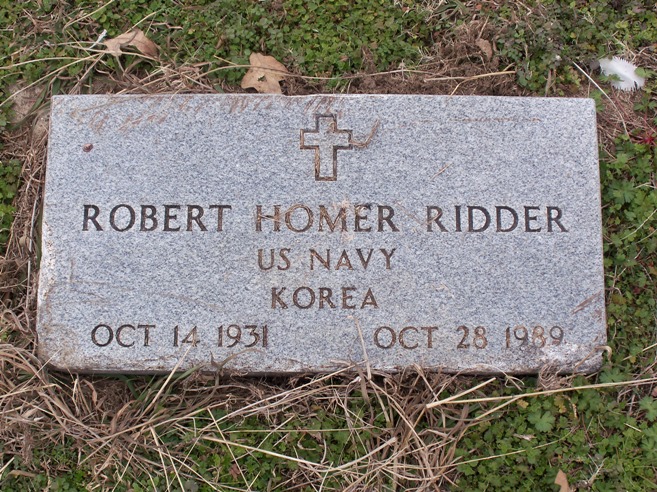 ROBERT HOMER RIDDER
US NAVY
KOREA
OCT 14 1931 OCT 28 1989